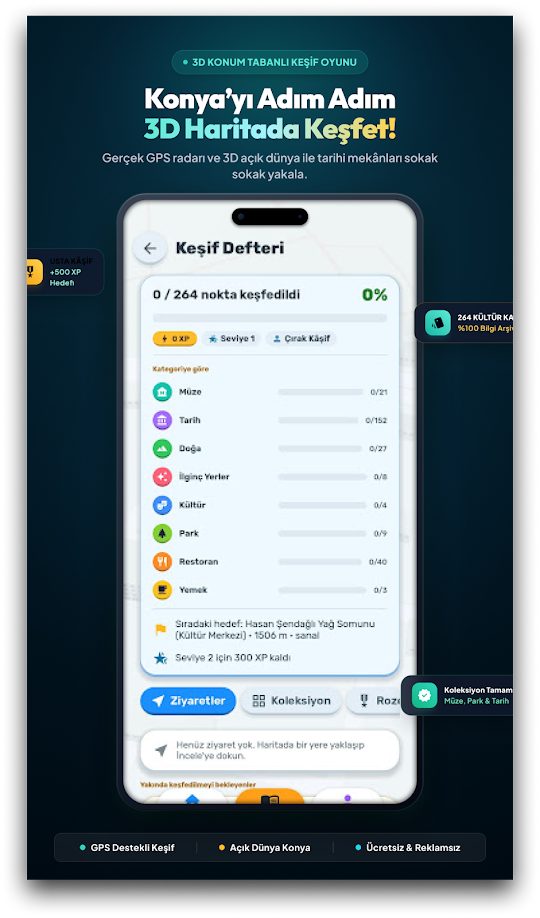 3D KONUM TABANLI KEŞİF OYUNU
Konya'yı Adım Adım
3D Haritada Keşfet!
Gerçek GPS radarı ve 3D açık dünya ile tarihi mekânları sokak
sokak yakala.
USTA KÂŞİF
+500 XP
Hedefi
264 KÜLTÜR KA
%100 Bilgi Arşiv
Keşif Defteri
0 / 264 nokta keşfedildi
0%
0 XP
Seviye 1
Çırak Kâşif
Kategoriye göre
Müze 0/21
Tarih 0/152
Doğa 0/27
İlginç Yerler 0/8
Kültür 0/4
Park 0/9
Restoran 0/40
Yemek 0/3
Sıradaki hedef: Hasan Şendağlı Yağ Somunu
(Kültür Merkezi) • 1506 m • sanal
Seviye 2 için 300 XP kaldı
Koleksiyon Tamam
Müze, Park & Tarih
Ziyaretler
Koleksiyon
Roze
Henüz ziyaret yok. Haritada bir yere yaklaşıp
İncele'ye dokun.
Yakında keşfedilmeyi bekleyenler
GPS Destekli Keşif
Açık Dünya Konya
Ücretsiz & Reklamsız